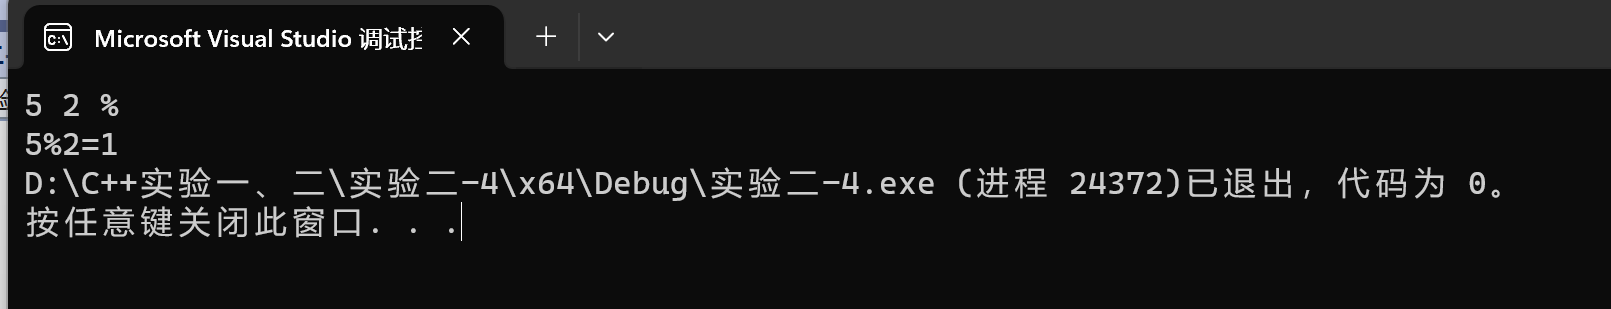 Microsoft Visual Studio 调试
5 2 %
5%2=1
D:\C++实验一、二\实验二-4\x64\Debug\实验二-4.exe (进程 24372)已退出，代码为 0。
按任意键关闭此窗口. . .